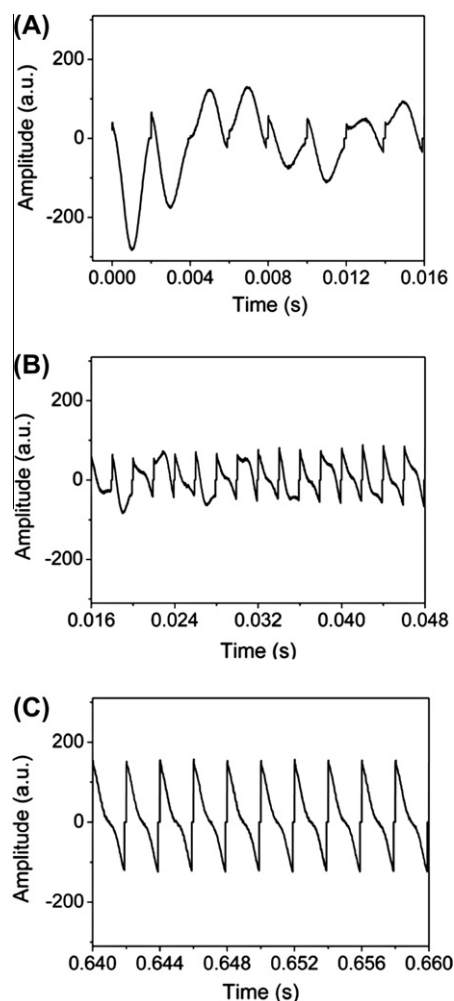 (A)
Amplitude (a.u.)
200
0
-200
0.000 0.004 0.008 0.012 0.016
Time (s)
(B)
Amplitude (a.u.)
200
0
-200
0.016 0.024 0.032 0.040 0.048
Time (s)
(C)
Amplitude (a.u.)
200
0
-200
0.640 0.644 0.648 0.652 0.656 0.660
Time (s)